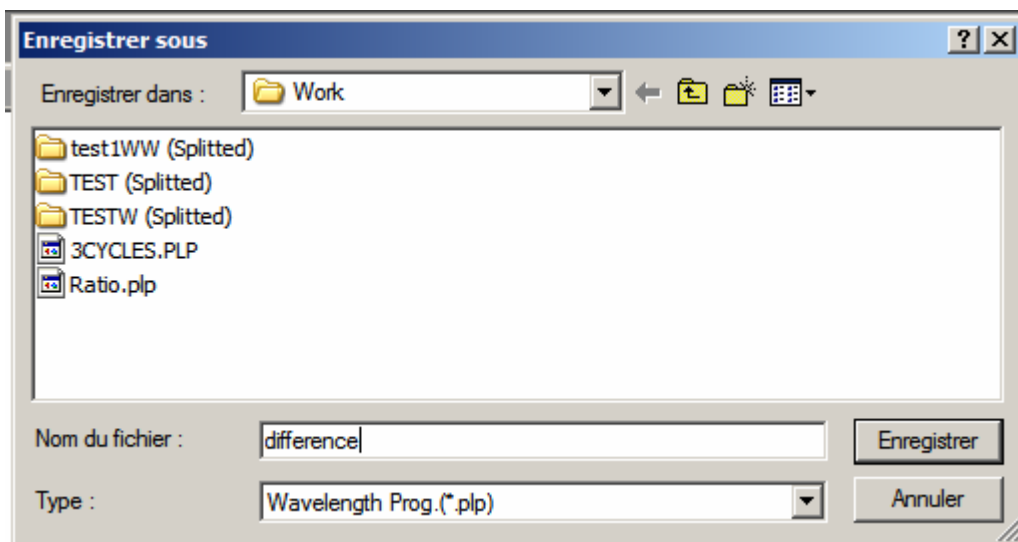 Enregistrer sous
Enregistrer dans : Work
test1WW (Splitted)
TEST (Splitted)
TESTW (Splitted)
3CYCLES.PLP
Ratio.plp
Nom du fichier : difference Enregistrer
Type : Wavelength Prog.(*.plp) Annuler